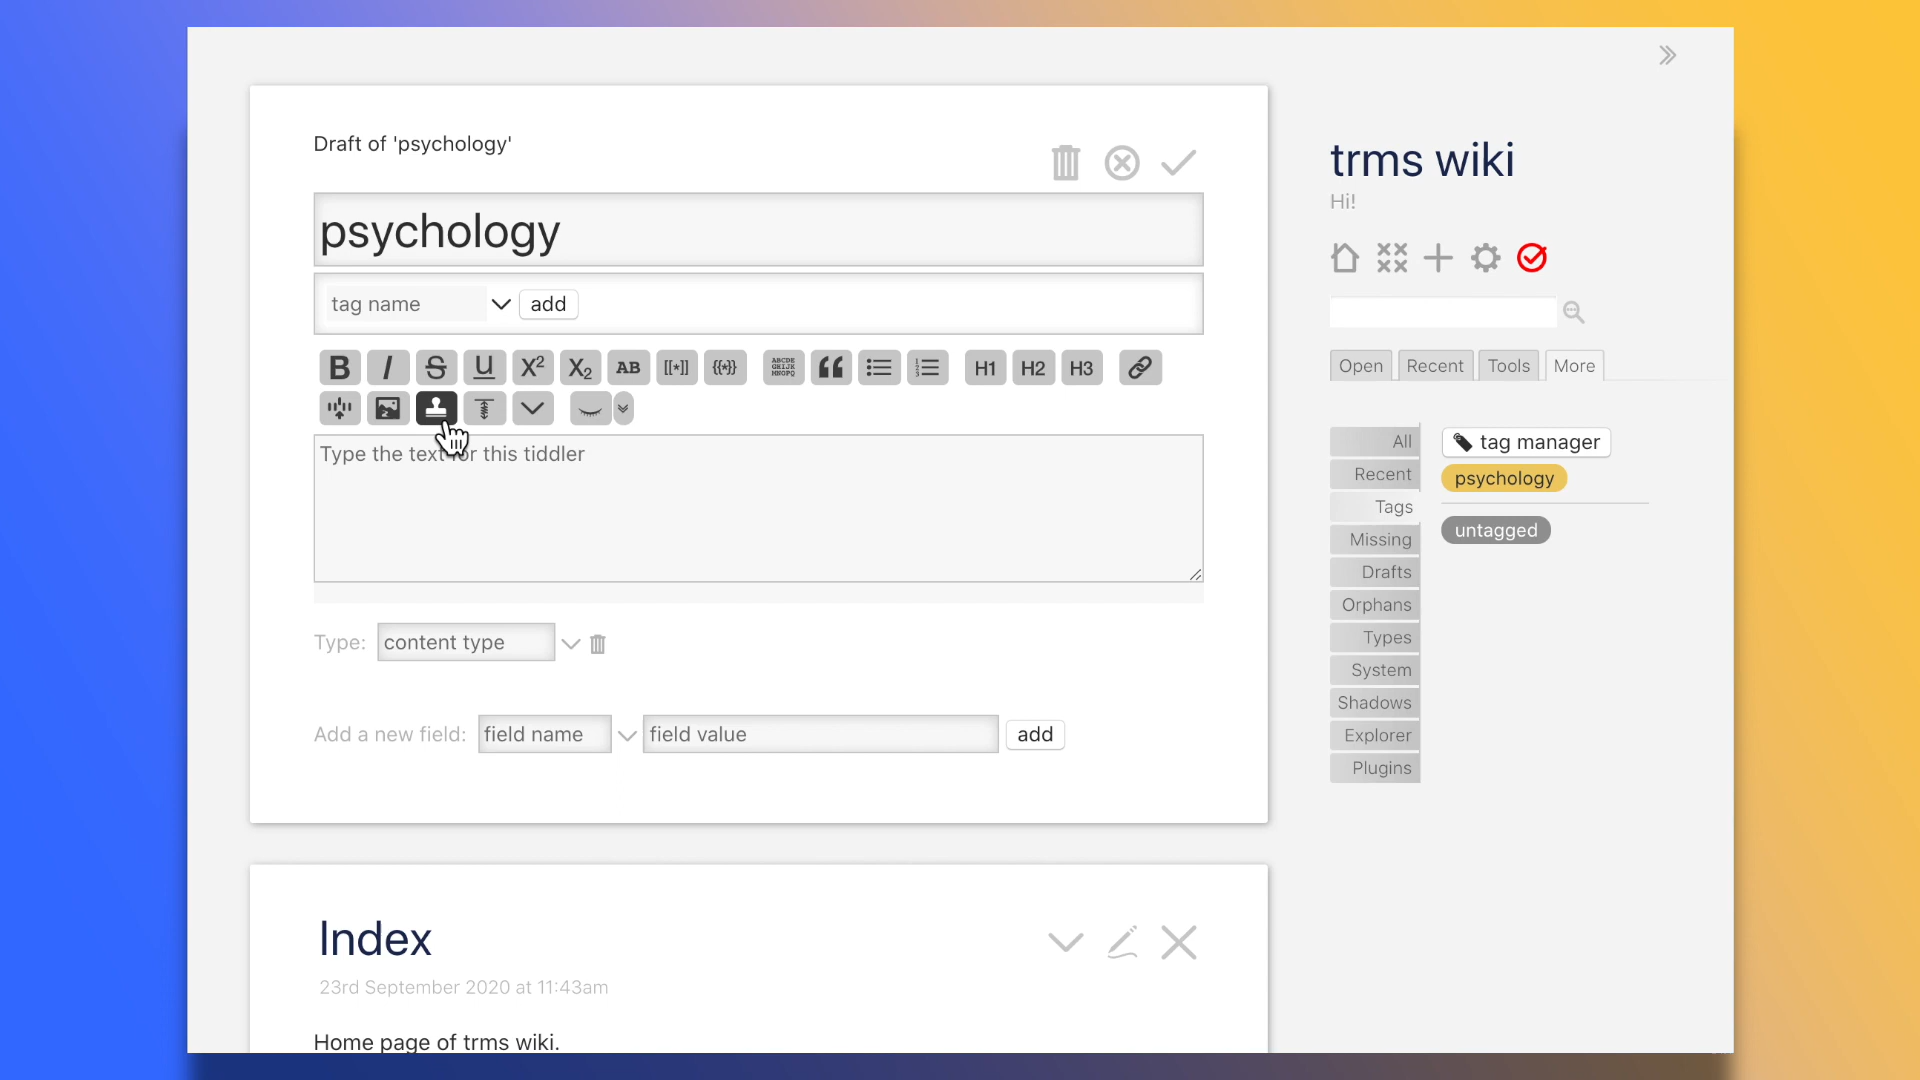 Draft of 'psychology'
psychology
tag name
add
B I S U X² X₂ AB [[*]] {{*}} H1 H2 H3
Type the text for this tiddler
Type: content type
Add a new field: field name field value add
Index
23rd September 2020 at 11:43am
Home page of trms wiki.
trms wiki
Hi!
Open Recent Tools More
All
Recent
Tags
Missing
Drafts
Orphans
Types
System
Shadows
Explorer
Plugins
tag manager
psychology
untagged